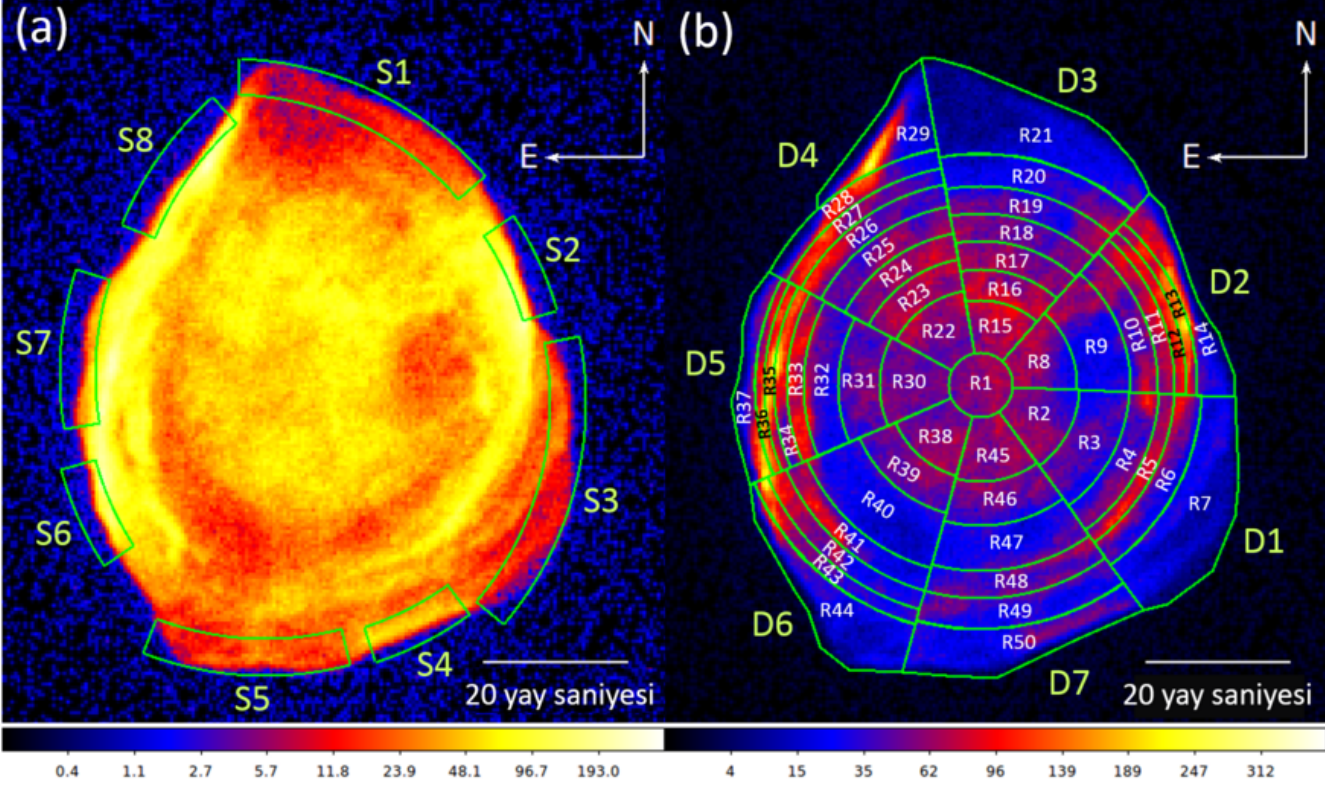 (a)
N
E
S1
S2
S3
S4
S5
S6
S7
S8
20 yay saniyesi
0.4 1.1 2.7 5.7 11.8 23.9 48.1 96.7 193.0
(b)
N
E
D1
D2
D3
D4
D5
D6
D7
R1
R2
R3
R4
R5
R6
R7
R8
R9
R10
R11
R12
R13
R14
R15
R16
R17
R18
R19
R20
R21
R22
R23
R24
R25
R26
R27
R28
R29
R30
R31
R32
R33
R34
R35
R36
R37
R38
R39
R40
R41
R42
R43
R44
R45
R46
R47
R48
R49
R50
20 yay saniyesi
4 15 35 62 96 139 189 247 312